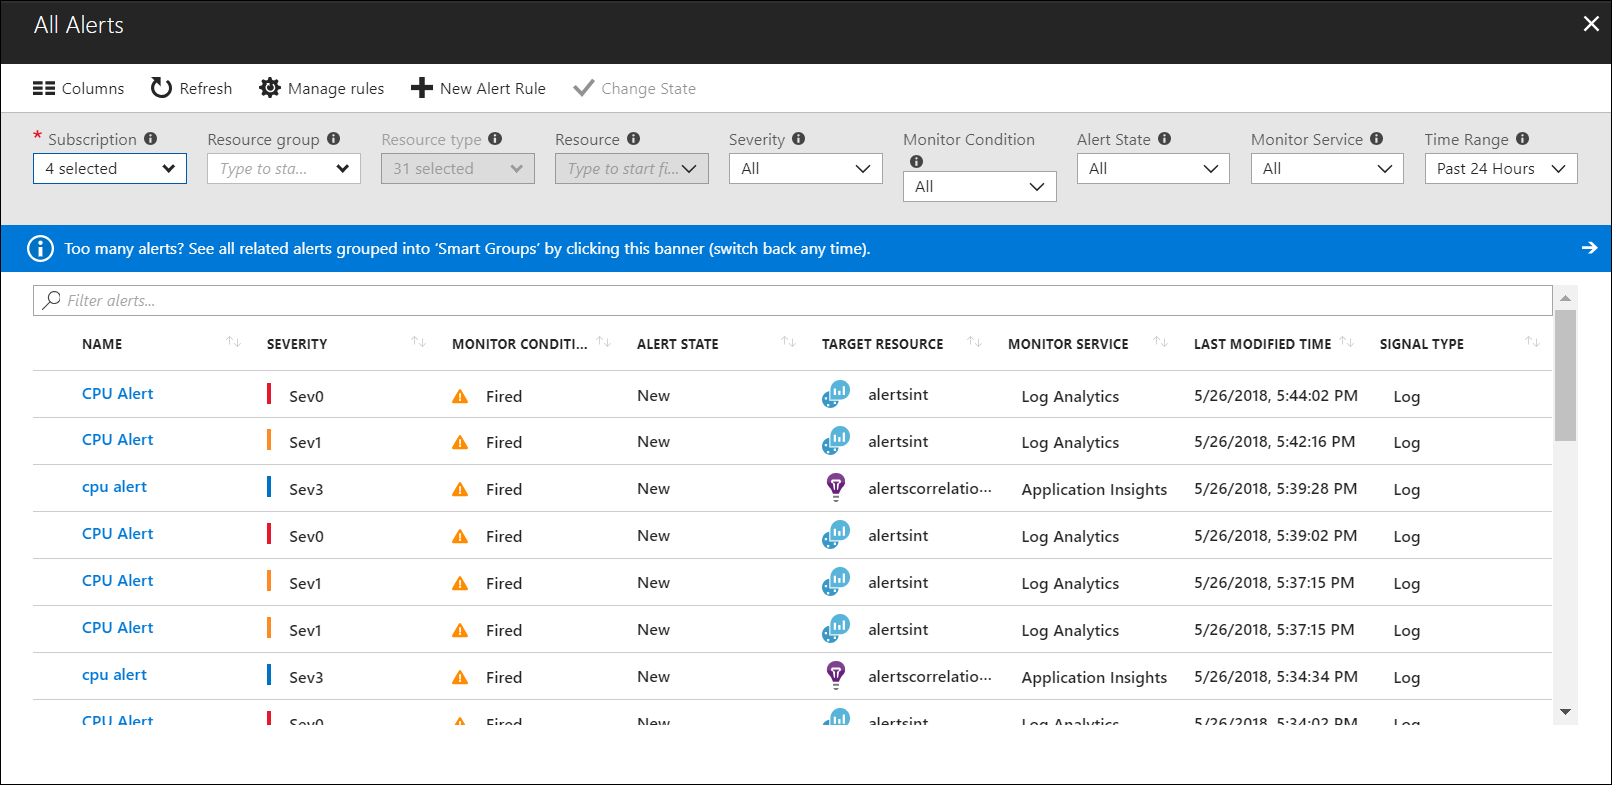 All Alerts
Columns Refresh Manage rules New Alert Rule Change State
* Subscription Resource group Resource type Resource Severity Monitor Condition Alert State Monitor Service Time Range
4 selected Type to sta... 31 selected Type to start fi... All All All All Past 24 Hours
Too many alerts? See all related alerts grouped into ‘Smart Groups’ by clicking this banner (switch back any time).
Filter alerts...
NAME SEVERITY MONITOR CONDITI... ALERT STATE TARGET RESOURCE MONITOR SERVICE LAST MODIFIED TIME SIGNAL TYPE
CPU Alert Sev0 Fired New alertsint Log Analytics 5/26/2018, 5:44:02 PM Log
CPU Alert Sev1 Fired New alertsint Log Analytics 5/26/2018, 5:42:16 PM Log
cpu alert Sev3 Fired New alertscorrelatio... Application Insights 5/26/2018, 5:39:28 PM Log
CPU Alert Sev0 Fired New alertsint Log Analytics 5/26/2018, 5:39:02 PM Log
CPU Alert Sev1 Fired New alertsint Log Analytics 5/26/2018, 5:37:15 PM Log
CPU Alert Sev1 Fired New alertsint Log Analytics 5/26/2018, 5:37:15 PM Log
cpu alert Sev3 Fired New alertscorrelatio... Application Insights 5/26/2018, 5:34:34 PM Log
CPU Alert Sev0 Fired New alertsint Log Analytics 5/26/2018, 5:34:02 PM Log